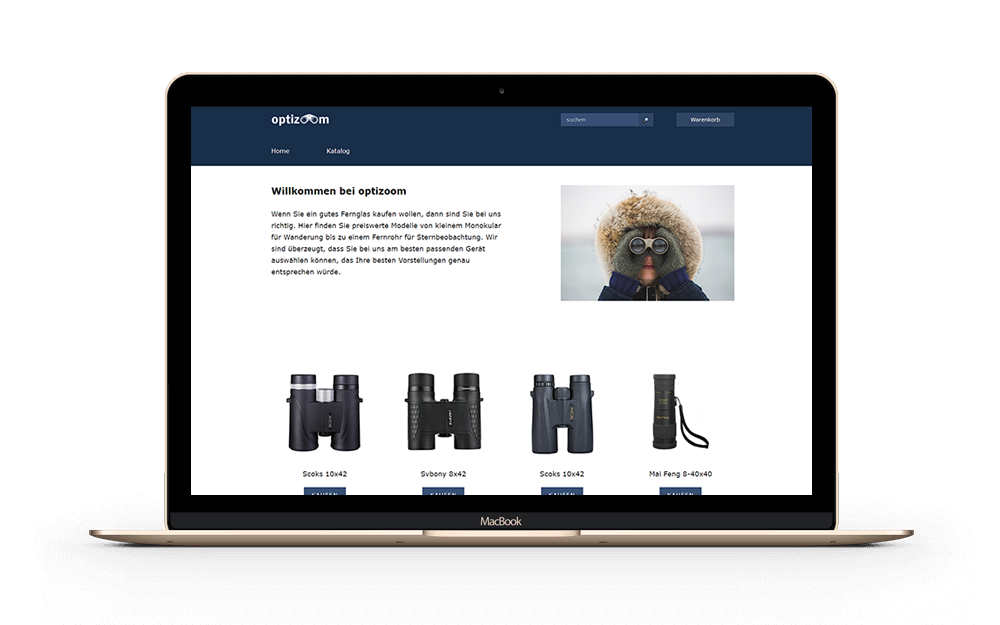 optizoom
suchen
Warenkorb
Home
Katalog
Willkommen bei optizoom
Wenn Sie ein gutes Fernglas kaufen wollen, dann sind Sie bei uns
richtig. Hier finden Sie preiswerte Modelle von kleinem Monokular
für Wanderung bis zu einem Fernrohr für Sternbeobachtung. Wir
sind überzeugt, dass Sie bei uns am besten passenden Gerät
auswählen können, das Ihre besten Vorstellungen genau
entsprechen würde.
Scoks 10x42
Svbony 8x42
Scoks 10x42
Mai Feng 8-40x40
KAUFEN
KAUFEN
KAUFEN
KAUFEN
MacBook